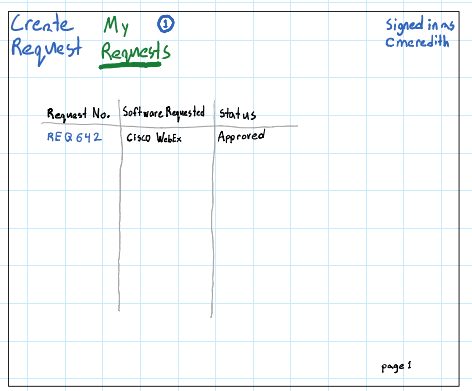 Create Request
My Requests
1
Signed in as Cmeredith
Request No. Software Requested Status
REQ642 Cisco WebEx Approved
page 1